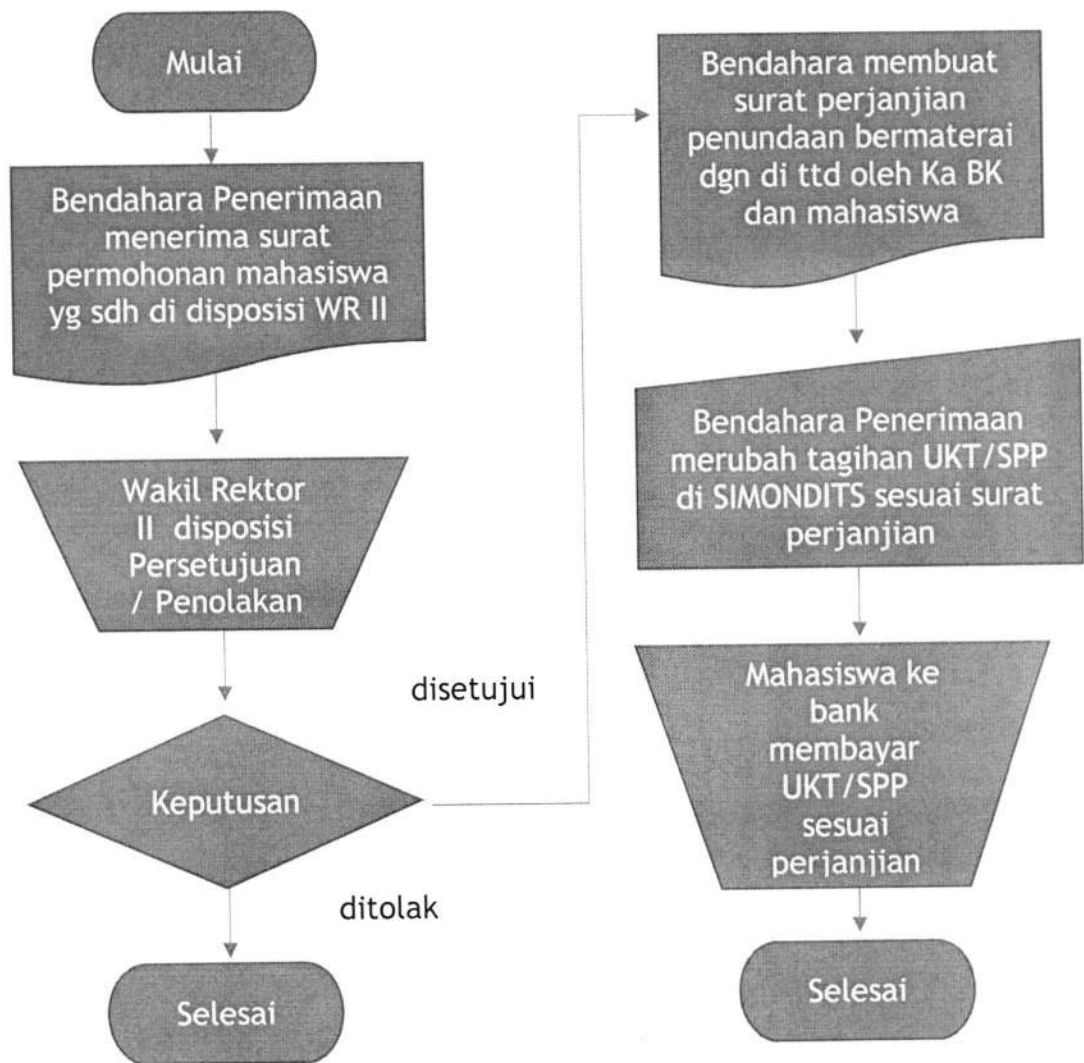 Mulai
Bendahara Penerimaan
menerima surat
permohonan mahasiswa
yg sdh di disposisi WR II
Wakil Rektor
II disposisi
Persetujuan
/ Penolakan
Keputusan
disetujui
ditolak
Selesai
Bendahara membuat
surat perjanjian
penundaan bermaterai
dgn di ttd oleh Ka BK
dan mahasiswa
Bendahara Penerimaan
merubah tagihan UKT/SPP
di SIMONDITS sesuai surat
perjanjian
Mahasiswa ke
bank
membayar
UKT/SPP
sesuai
perjanjian
Selesai